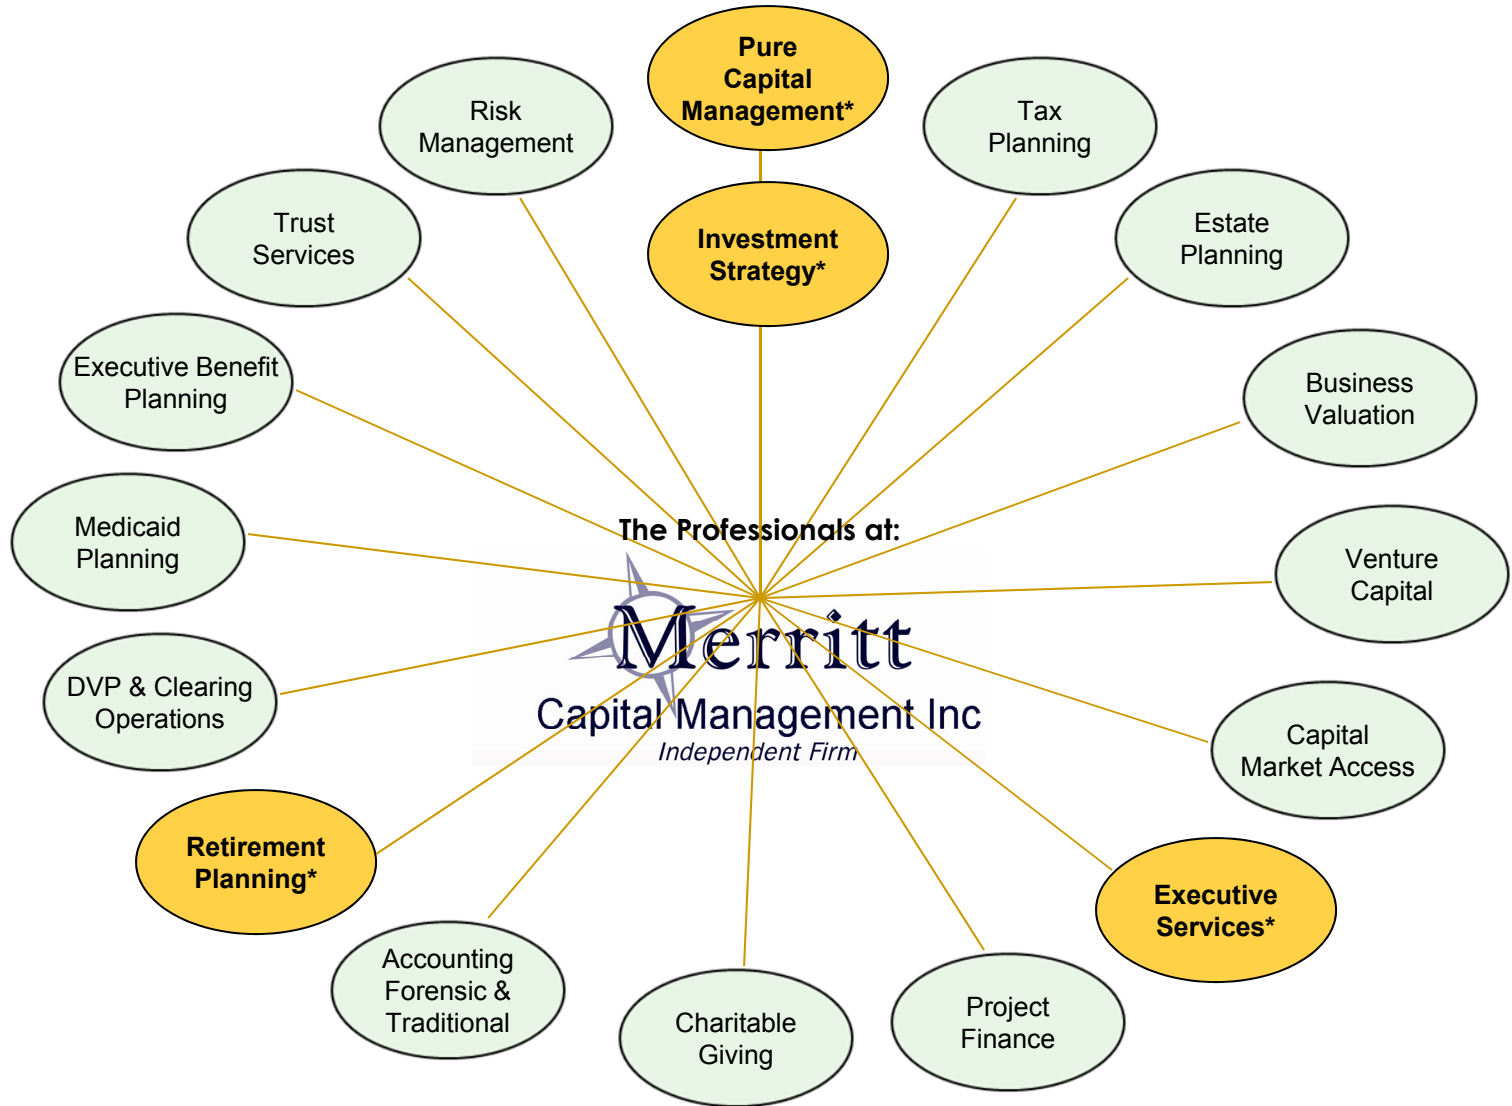 Pure
Capital
Management*
Risk
Management
Tax
Planning
Trust
Services
Investment
Strategy*
Estate
Planning
Executive Benefit
Planning
Business
Valuation
Medicaid
Planning
The Professionals at:
Venture
Capital
Merritt
Capital Management Inc
Independent Firm
DVP & Clearing
Operations
Capital
Market Access
Retirement
Planning*
Executive
Services*
Accounting
Forensic &
Traditional
Charitable
Giving
Project
Finance